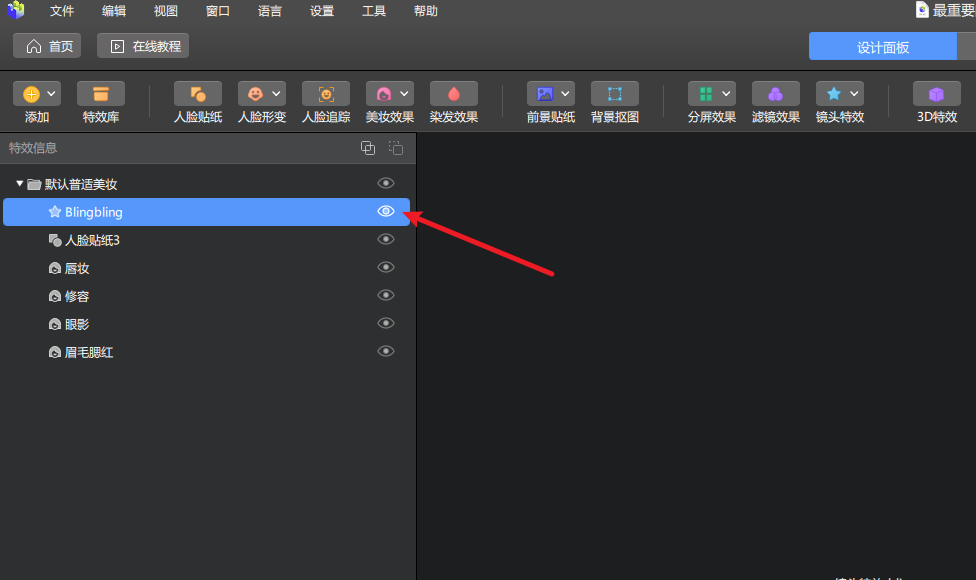 文件 编辑 视图 窗口 语言 设置 工具 帮助 最重要
首页 在线教程 设计面板
添加 特效库 人脸贴纸 人脸形变 人脸追踪 美妆效果 染发效果 前景贴纸 背景抠图 分屏效果 滤镜效果 镜头特效 3D特效
特效信息
默认普适美妆
Blingbling
人脸贴纸3
唇妆
修容
眼影
眉毛腮红